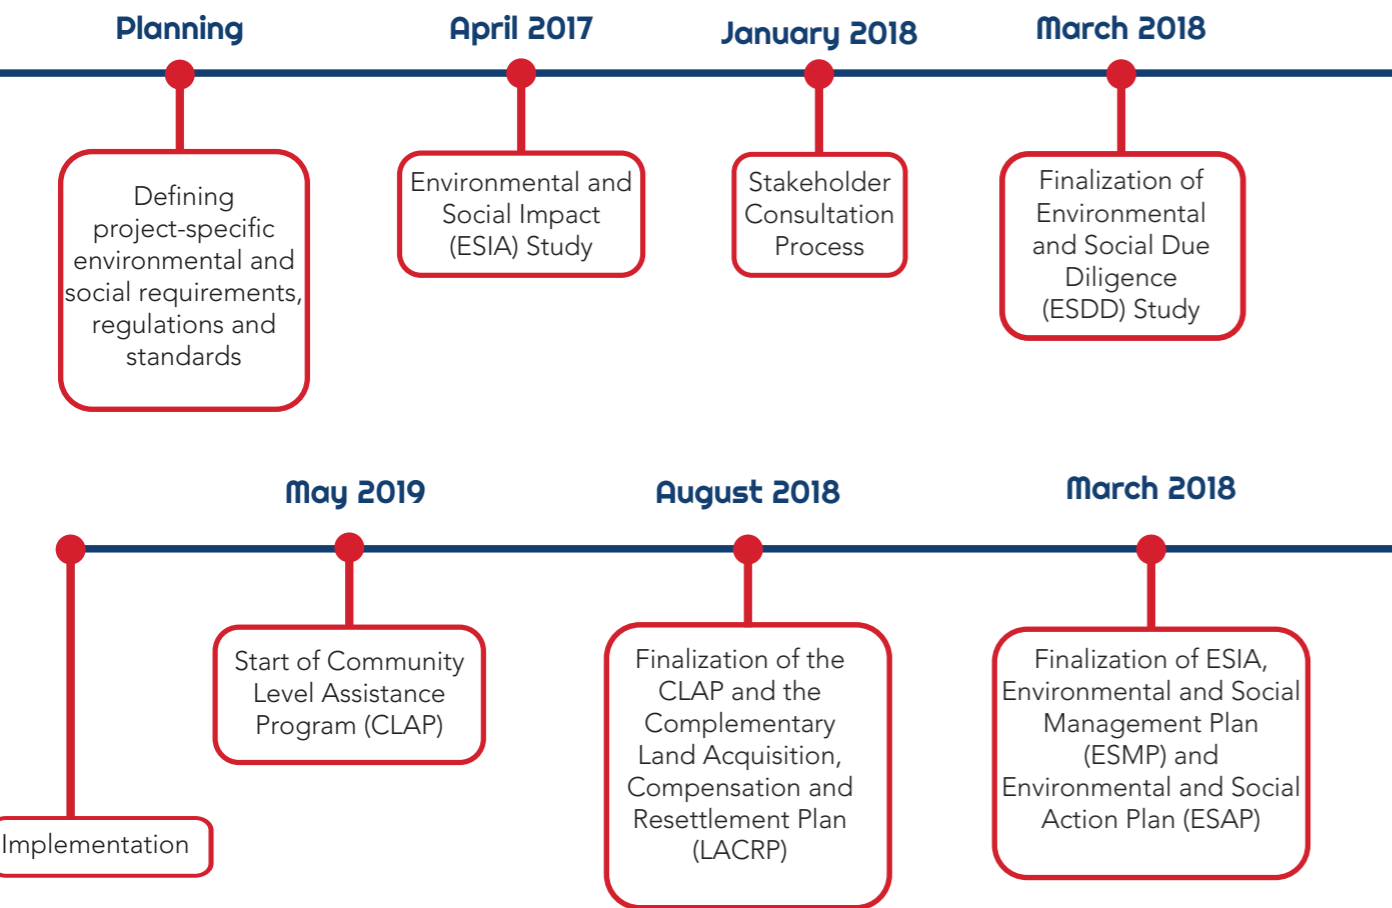 Planning
Defining
project-specific
environmental and
social requirements,
regulations and
standards
April 2017
Environmental and
Social Impact
(ESIA) Study
January 2018
Stakeholder
Consultation
Process
March 2018
Finalization of
Environmental
and Social Due
Diligence
(ESDD) Study
May 2019
Start of Community
Level Assistance
Program (CLAP)
August 2018
Finalization of the
CLAP and the
Complementary
Land Acquisition,
Compensation and
Resettlement Plan
(LACRP)
March 2018
Finalization of ESIA,
Environmental and Social
Management Plan
(ESMP) and
Environmental and Social
Action Plan (ESAP)
Implementation